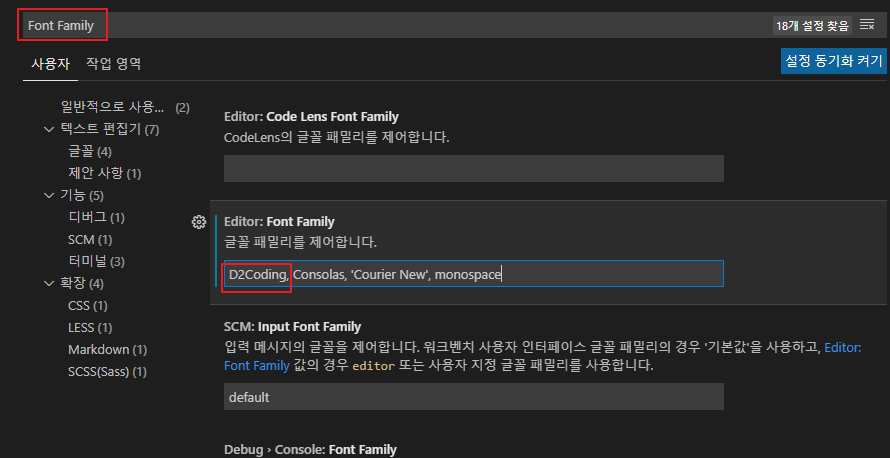 Font Family
18개 설정 찾음
사용자 작업 영역
설정 동기화 켜기
일반적으로 사용... (2)
텍스트 편집기 (7)
글꼴 (4)
제안 사항 (1)
기능 (5)
디버그 (1)
SCM (1)
터미널 (3)
확장 (4)
CSS (1)
LESS (1)
Markdown (1)
SCSS(Sass) (1)
Editor: Code Lens Font Family
CodeLens의 글꼴 패밀리를 제어합니다.
Editor: Font Family
글꼴 패밀리를 제어합니다.
D2Coding, Consolas, 'Courier New', monospace
SCM: Input Font Family
입력 메시지의 글꼴을 제어합니다. 워크벤치 사용자 인터페이스 글꼴 패밀리의 경우 '기본값'을 사용하고, Editor:
Font Family 값의 경우 editor 또는 사용자 지정 글꼴 패밀리를 사용합니다.
default
Debug › Console: Font Family